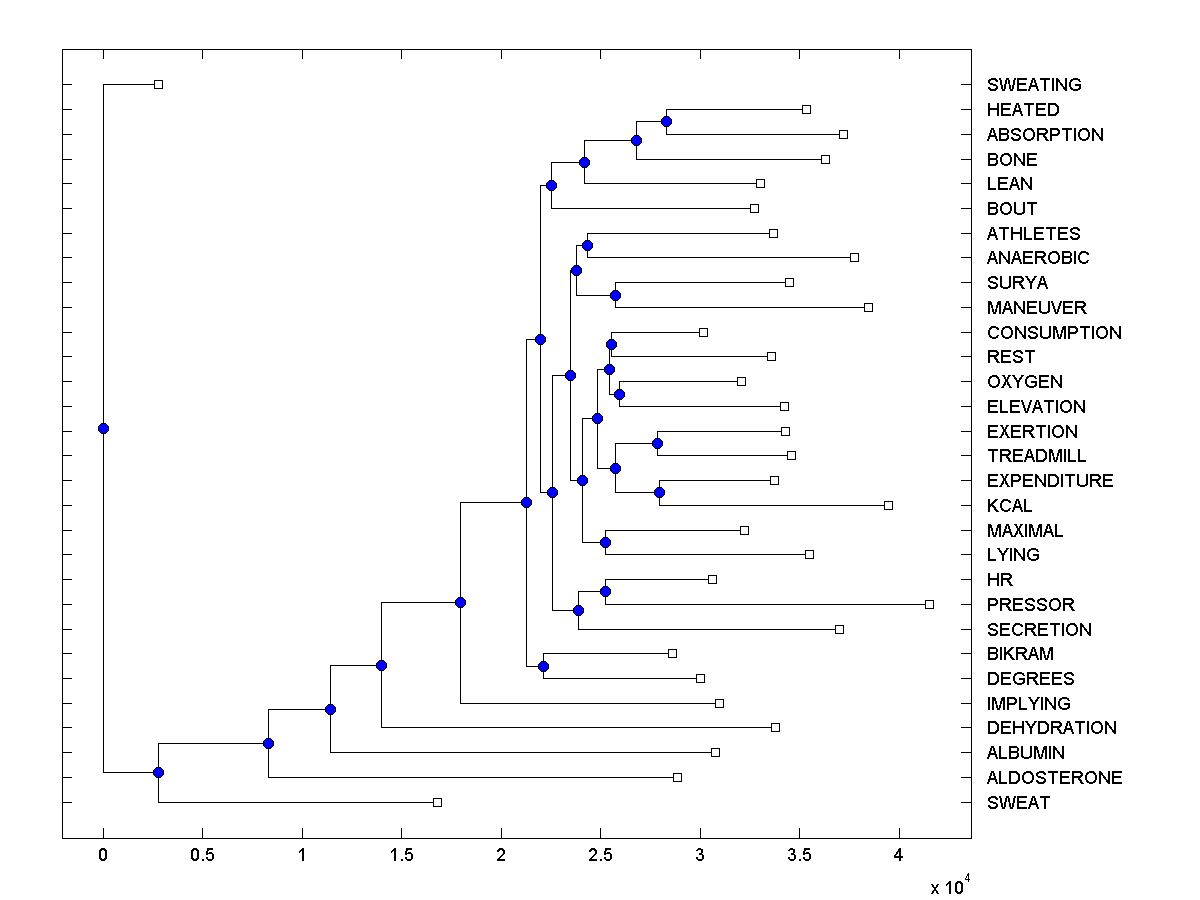 SWEATING
HEATED
ABSORPTION
BONE
LEAN
BOUT
ATHLETES
ANAEROBIC
SURYA
MANEUVER
CONSUMPTION
REST
OXYGEN
ELEVATION
EXERTION
TREADMILL
EXPENDITURE
KCAL
MAXIMAL
LYING
HR
PRESSOR
SECRETION
BIKRAM
DEGREES
IMPLYING
DEHYDRATION
ALBUMIN
ALDOSTERONE
SWEAT
0 0.5 1 1.5 2 2.5 3 3.5 4
x 10^4